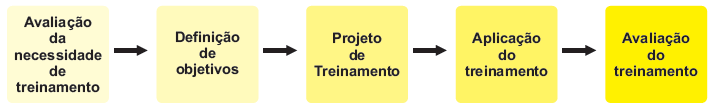 Avaliação
da
necessidade
de
treinamento
Definição
de
objetivos
Projeto
de
Treinamento
Aplicação
do
treinamento
Avaliação
do
treinamento